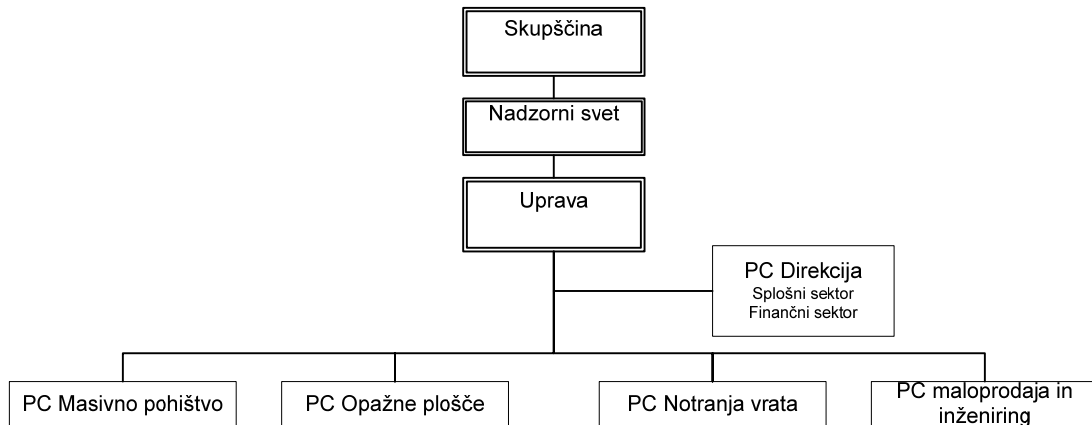 Skupščina
Nadzorni svet
Uprava
PC Direkcija
Splošni sektor
Finančni sektor
PC Masivno pohištvo
PC Opažne plošče
PC Notranja vrata
PC maloprodaja in
inženiring